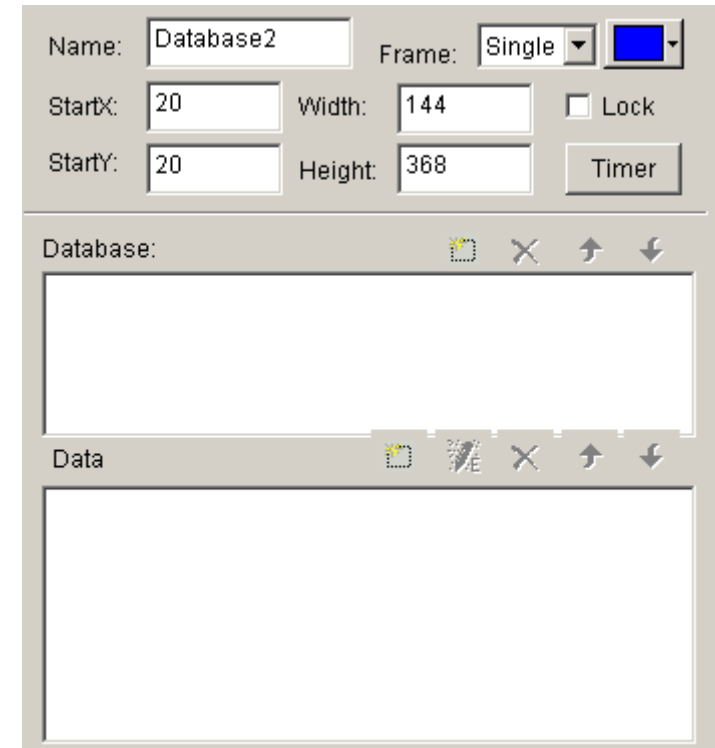 Name: Database2 Frame: Single
StartX: 20 Width: 144 Lock
StartY: 20 Height: 368 Timer
Database:
Data E